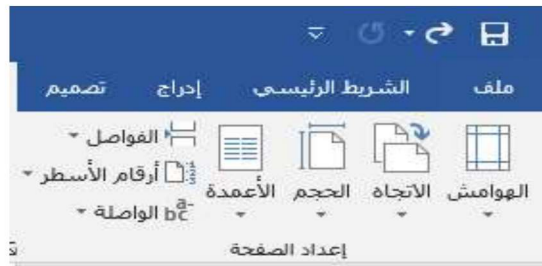 ملف الشريط الرئيسي إدراج تصميم
الهوامش الاتجاه الحجم الأعمدة
الفواصل
أرقام الأسطر
الواصلة
إعداد الصفحة